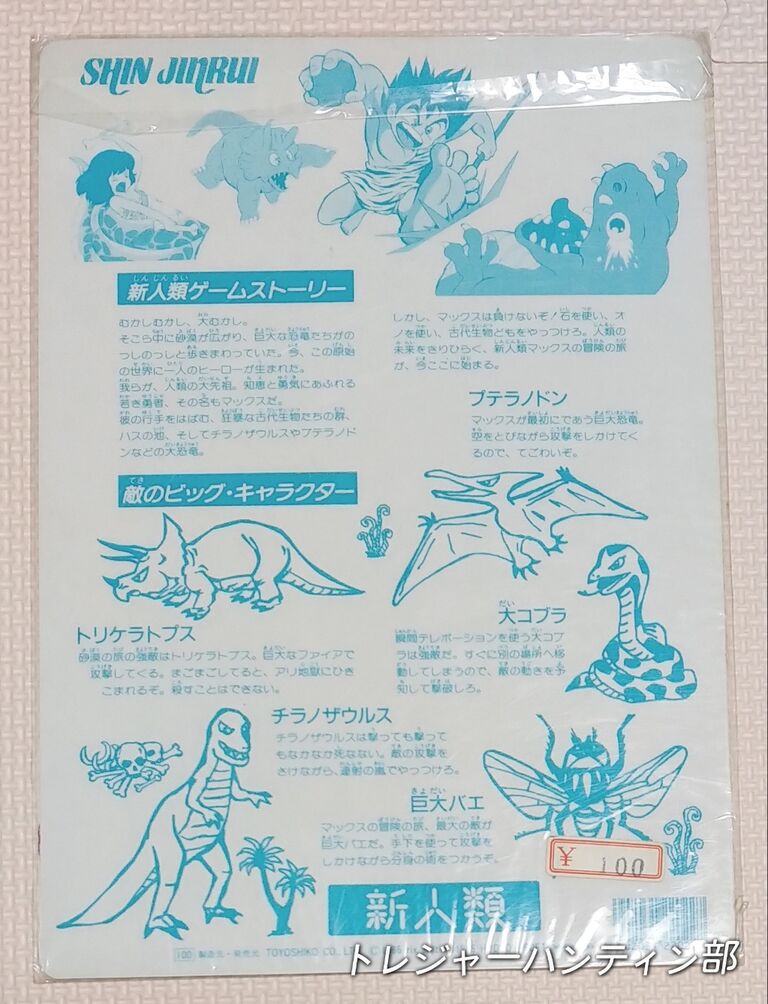 SHIN JINRUI
しんじんるい
新人類ゲームストーリー
むかしむかし、大むかし。
そこら中に砂漠が広がり、巨大な恐竜たちがの
っしのっしと歩きまわっていた。今、この原始
の世界に一人のヒーローが生まれた。
我らが、人類の大先祖。知恵と勇気にあふれる
若き勇者、その名もマックスだ。
彼の行手をはばむ、狂暴な古代生物たちの群、
ハスの池、そしてチラノザウルスやプテラノド
ンなどの大恐竜。
しかし、マックスは負けないぞ!石を使い、オ
ノを使い、古代生物どもをやっつけろ。人類の
未来をきりひらく、新人類マックスの冒険の旅
が、今ここに始まる。
プテラノドン
マックスが最初にであう巨大恐竜。
空をとびながら攻撃をしかけてく
るので、てごわいぞ。
てき
敵のビッグ・キャラクター
トリケラトプス
砂漠の旅の強敵はトリケラトプス。巨大なファイアで
攻撃してくる。まごまごしてると、アリ地獄にひき
こまれるぞ。殺すことはできない。
だい
大コブラ
瞬間テレポーションを使う大コブ
ラは強敵だ。すぐに別の場所へ移
動してしまうので、敵の動きを予
知して撃破しろ。
チラノザウルス
チラノザウルスは撃っても撃って
もなかなか死なない。敵の攻撃を
さけながら、連射の嵐でやっつけろ。
きょだい
巨大バエ
マックスの冒険の旅、最大の敵が
巨大バエだ。手下を使って攻撃を
しかけながら分身の術をつかうぞ。
¥ 100
新人類
100 製造元・発売元 TOYOSHIKO CO., LTD.
トレジャーハンティン部